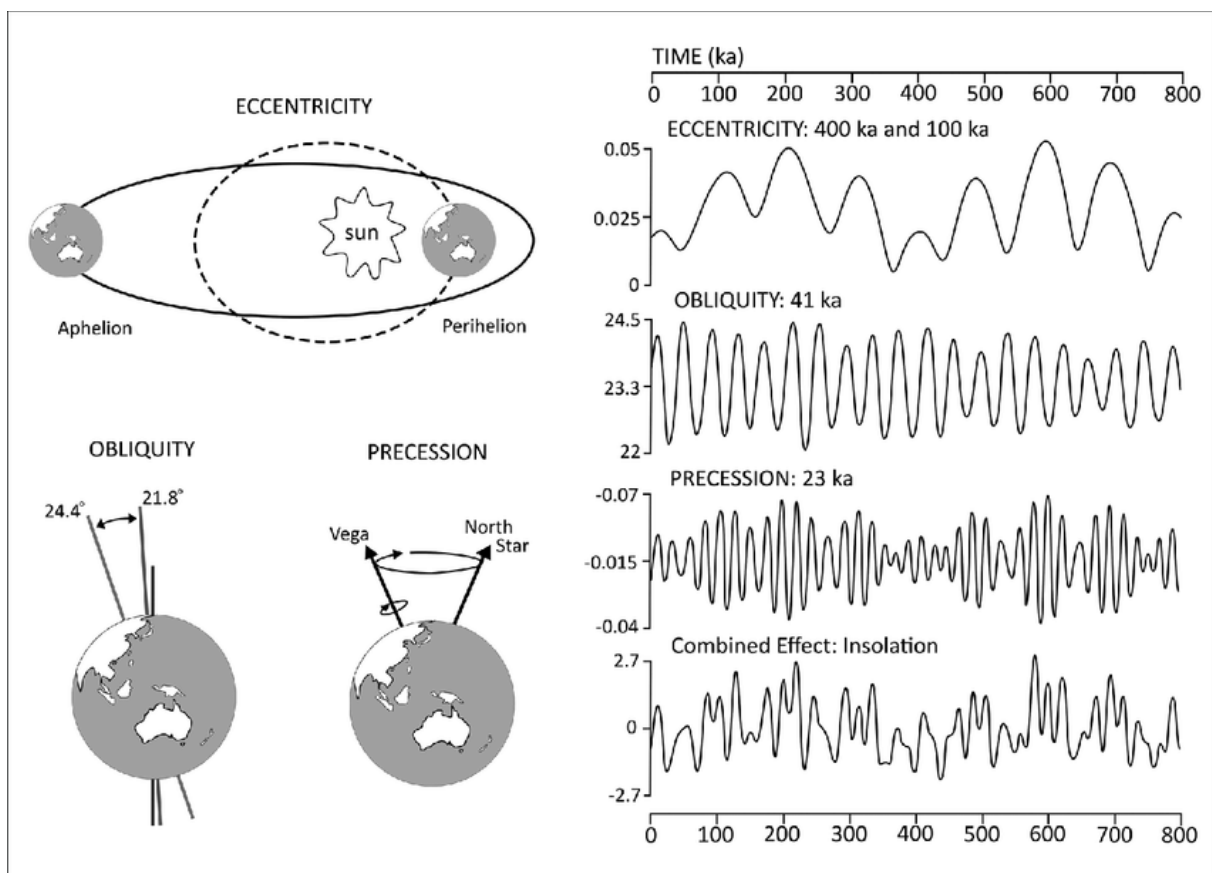 ECCENTRICITY
sun
Aphelion
Perihelion
OBLIQUITY
24.4°
21.8°
PRECESSION
Vega
North
Star
TIME (ka)
0 100 200 300 400 500 600 700 800
ECCENTRICITY: 400 ka and 100 ka
0.05
0.025
0
OBLIQUITY: 41 ka
24.5
23.3
22
PRECESSION: 23 ka
-0.07
-0.015
-0.04
Combined Effect: Insolation
2.7
0
-2.7
0 100 200 300 400 500 600 700 800